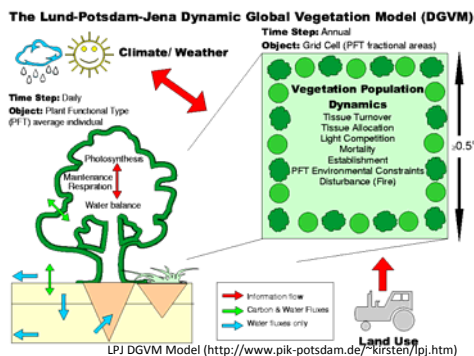 The Lund-Potsdam-Jena Dynamic Global Vegetation Model (DGVM)
Climate/ Weather
Time Step: Annual
Object: Grid Cell (PFT fractional areas)
Time Step: Daily
Object: Plant Functional Type
(PFT) average individual
Vegetation Population
Dynamics
Tissue Turnover
Tissue Allocation
Light Competition
Mortality
Establishment
PFT Environmental Constraints
Disturbance (Fire)
≥0.5°
Photosynthesis
Maintenance
Respiration
Water balance
Information flow
Carbon & Water Fluxes
Water fluxes only
Land Use
LPJ DGVM Model (http://www.pik-potsdam.de/~kirsten/lpj.htm)